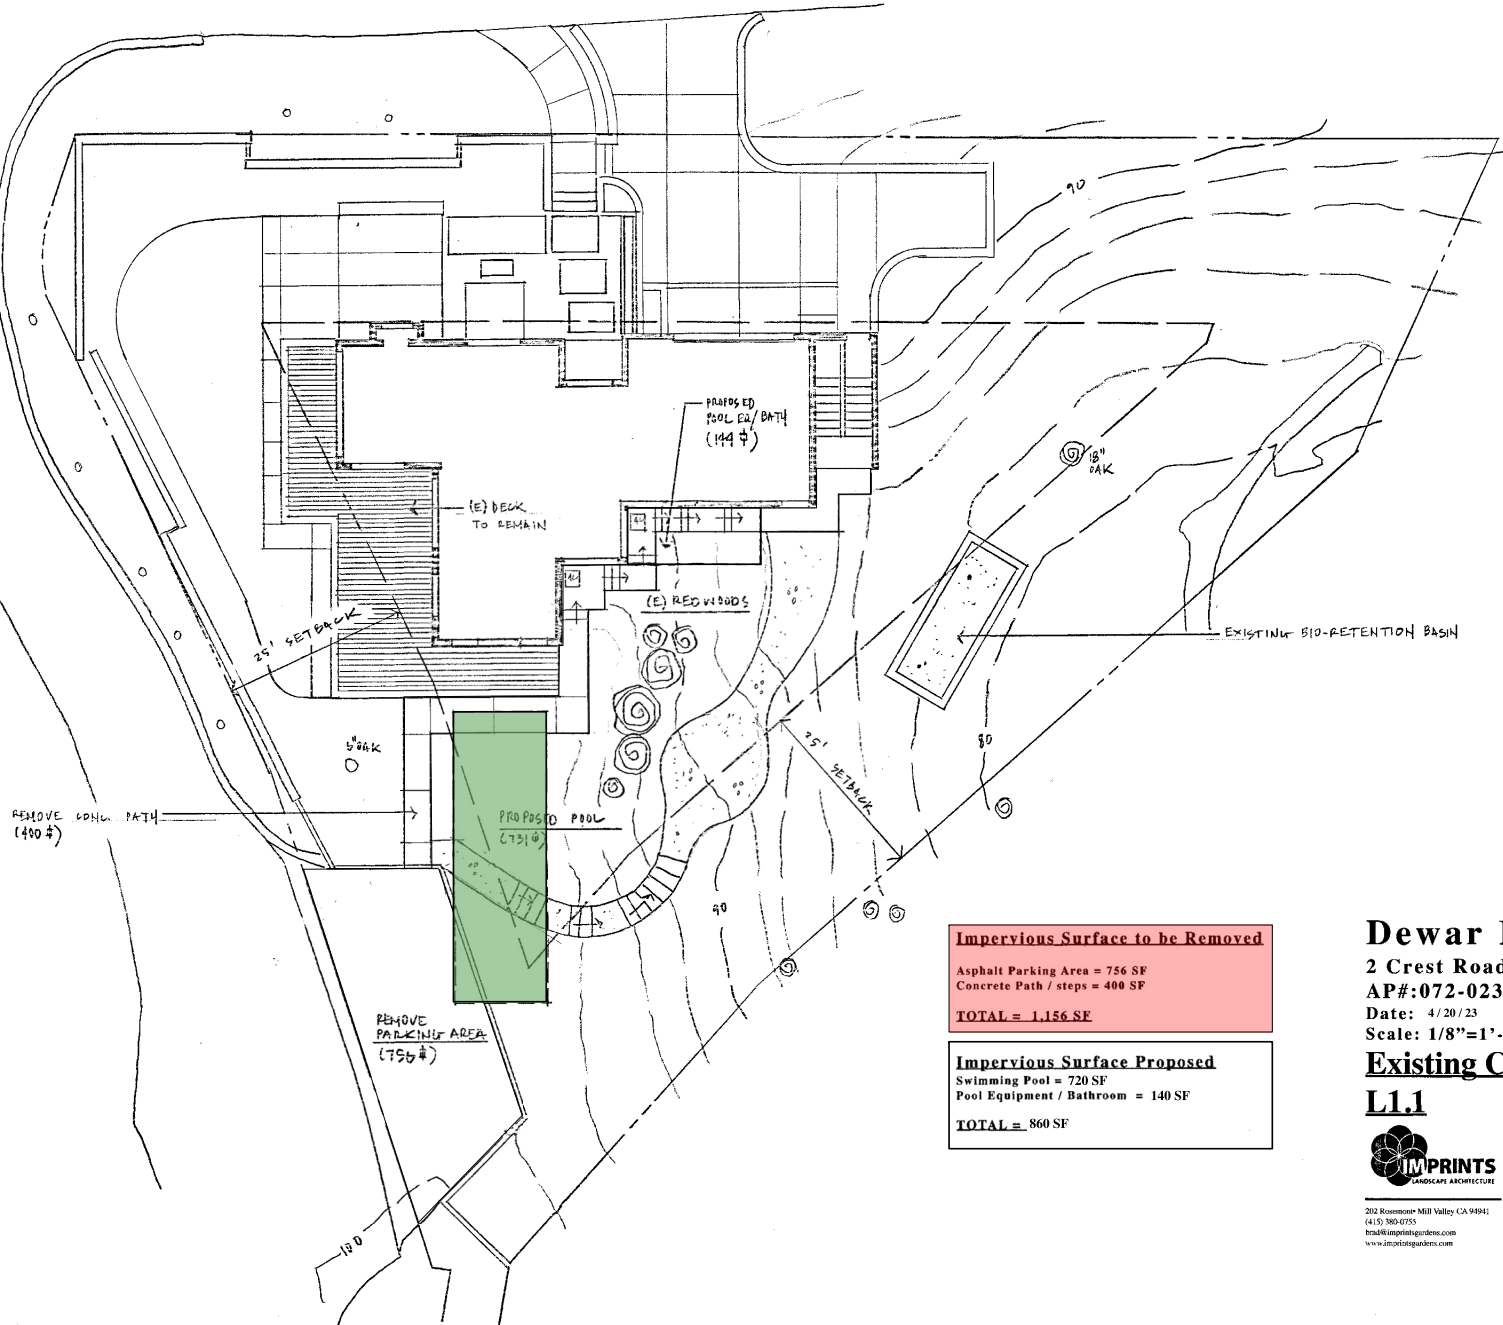 90
PROPOSED
POOL EQ/BATH
(144 ⏍)
18"
OAK
(E) DECK
TO REMAIN
(E) REDWOODS
25' SETBACK
EXISTING BIO-RETENTION BASIN
5" OAK
25'
SETBACK
80
REMOVE CONC. PATH
(400 ⏍)
PROPOSED POOL
(731 ⏍)
90
REMOVE
PARKING AREA
(756 ⏍)
100
Impervious Surface to be Removed
Asphalt Parking Area = 756 SF
Concrete Path / steps = 400 SF
TOTAL = 1,156 SF
Impervious Surface Proposed
Swimming Pool = 720 SF
Pool Equipment / Bathroom = 140 SF
TOTAL = 860 SF
Dewar
2 Crest Road
AP#:072-023
Date: 4/20/23
Scale: 1/8"=1'-
Existing C
L1.1
IMPRINTS
LANDSCAPE ARCHITECTURE
202 Rosemont• Mill Valley CA 94941
(415) 380-0755
brad@imprintsgardens.com
www.imprintsgardens.com